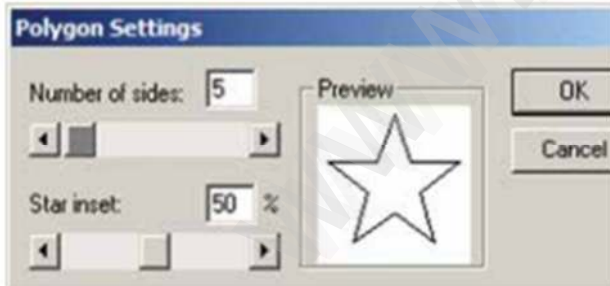 Polygon Settings
Number of sides: 5
Preview
OK
Cancel
Star inset: 50 %